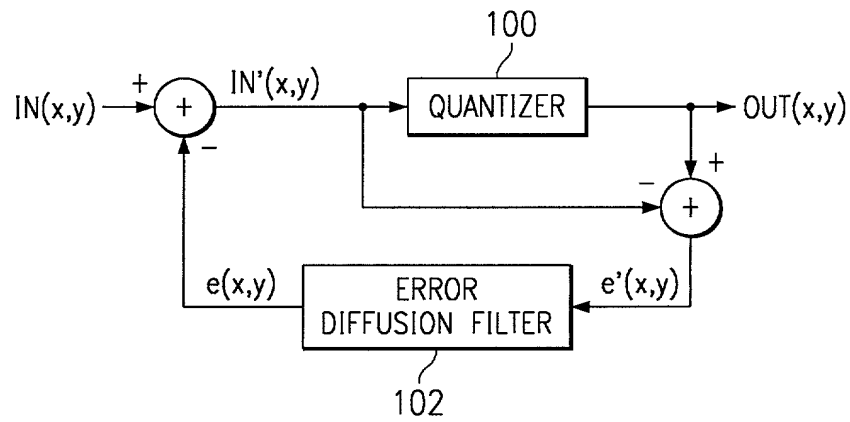 100
+
IN(x,y)
+
IN'(x,y)
QUANTIZER
OUT(x,y)
−
+
−
+
e(x,y)
ERROR
DIFFUSION FILTER
e'(x,y)
102